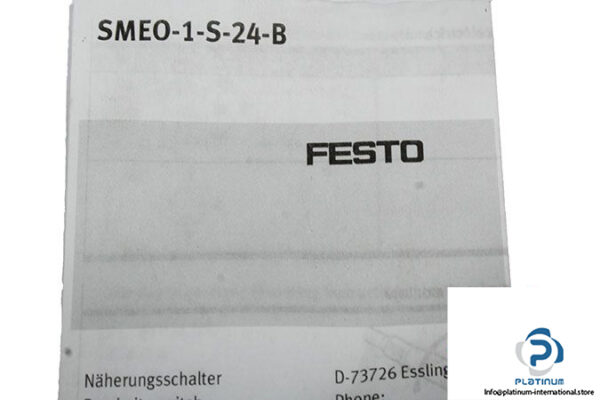 SMEO-1-S-24-B
FESTO
Näherungsschalter
D-73726 Essling
Phone:
PLATINUM
Info@platinum-international.store